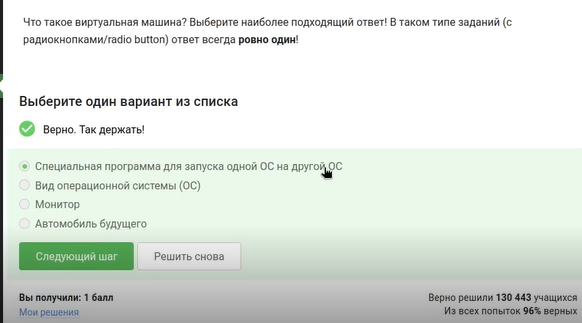 Что такое виртуальная машина? Выберите наиболее подходящий ответ! В таком типе заданий (с
радиокнопками/radio button) ответ всегда ровно один!
Выберите один вариант из списка
Верно. Так держать!
Специальная программа для запуска одной ОС на другой ОС
Вид операционной системы (ОС)
Монитор
Автомобиль будущего
Следующий шаг
Решить снова
Вы получили: 1 балл
Верно решили 130 443 учащихся
Мои решения
Из всех попыток 96% верных